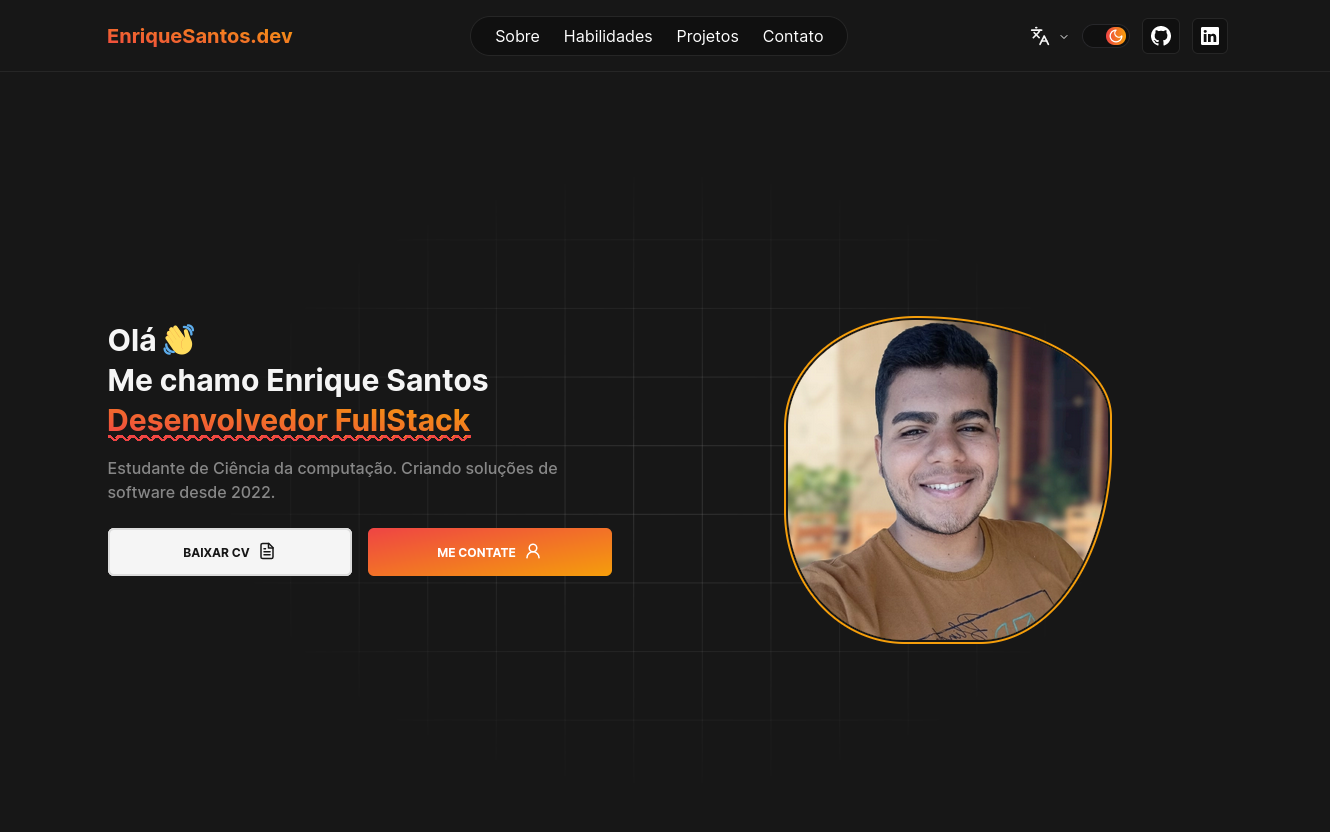 EnriqueSantos.dev
Sobre Habilidades Projetos Contato
Olá 👋
Me chamo Enrique Santos
Desenvolvedor FullStack
Estudante de Ciência da computação. Criando soluções de
software desde 2022.
BAIXAR CV
ME CONTATE